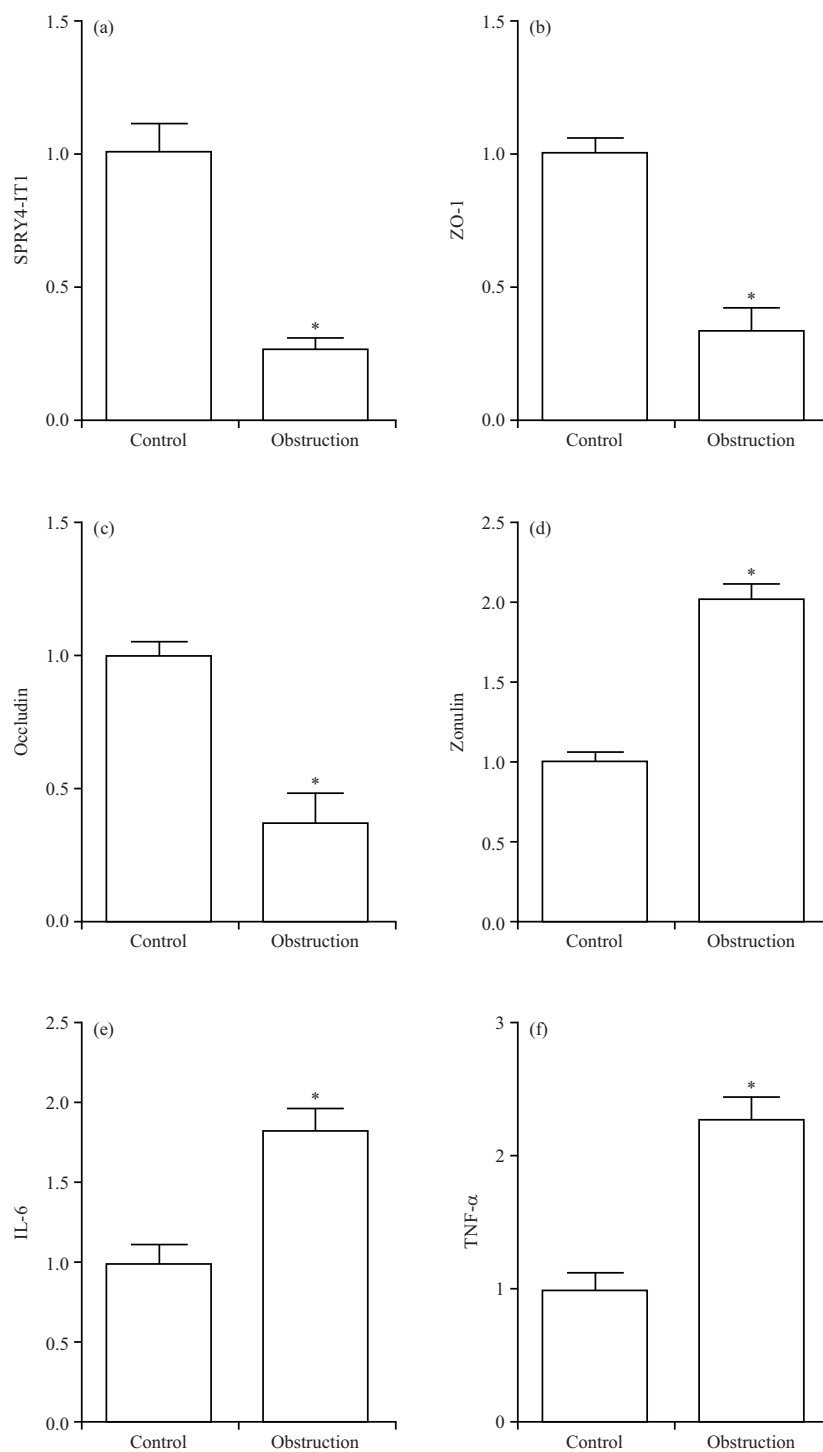 (a)
SPRY4-IT1
1.5
1.0
0.5
0.0
*
Control
Obstruction
(b)
ZO-1
1.5
1.0
0.5
0.0
*
Control
Obstruction
(c)
Occludin
1.5
1.0
0.5
0.0
*
Control
Obstruction
(d)
Zonulin
2.5
2.0
1.5
1.0
0.5
0.0
*
Control
Obstruction
(e)
IL-6
2.5
2.0
1.5
1.0
0.5
0.0
*
Control
Obstruction
(f)
TNF-α
3
2
1
0
*
Control
Obstruction